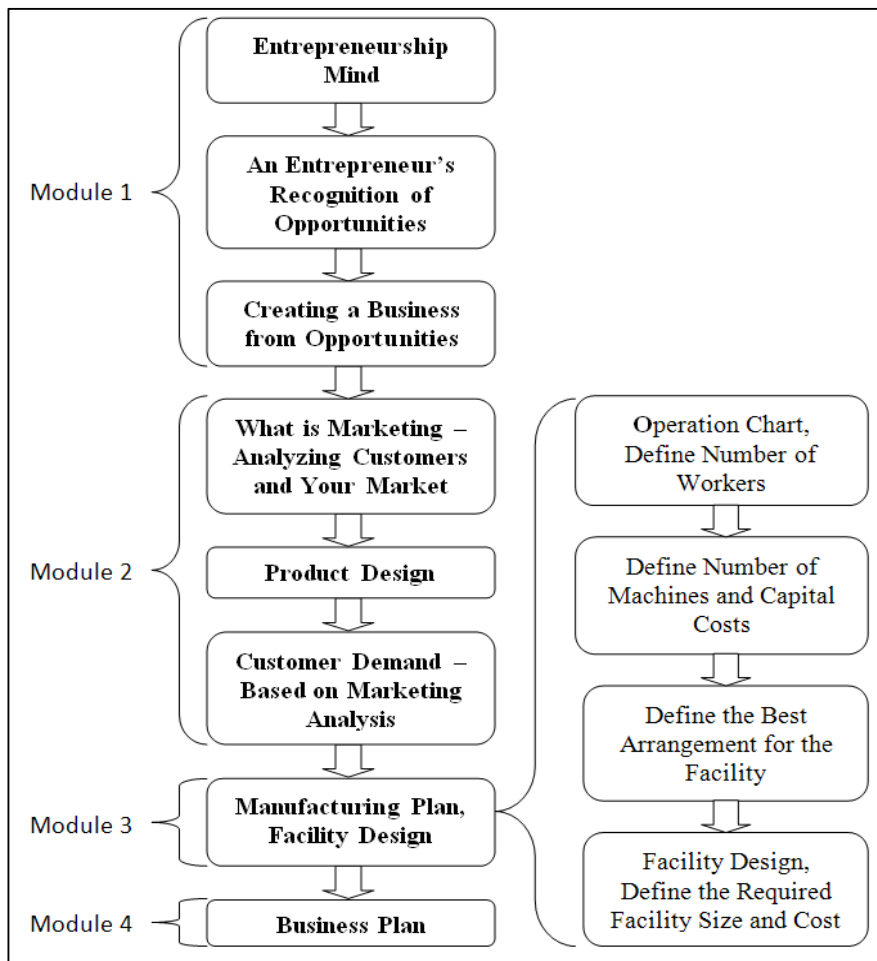 Entrepreneurship
Mind
An Entrepreneur's
Recognition of
Opportunities
Module 1
Creating a Business
from Opportunities
What is Marketing –
Analyzing Customers
and Your Market
Module 2
Product Design
Customer Demand –
Based on Marketing
Analysis
Module 3
Manufacturing Plan,
Facility Design
Module 4
Business Plan
Operation Chart,
Define Number of
Workers
Define Number of
Machines and Capital
Costs
Define the Best
Arrangement for the
Facility
Facility Design,
Define the Required
Facility Size and Cost